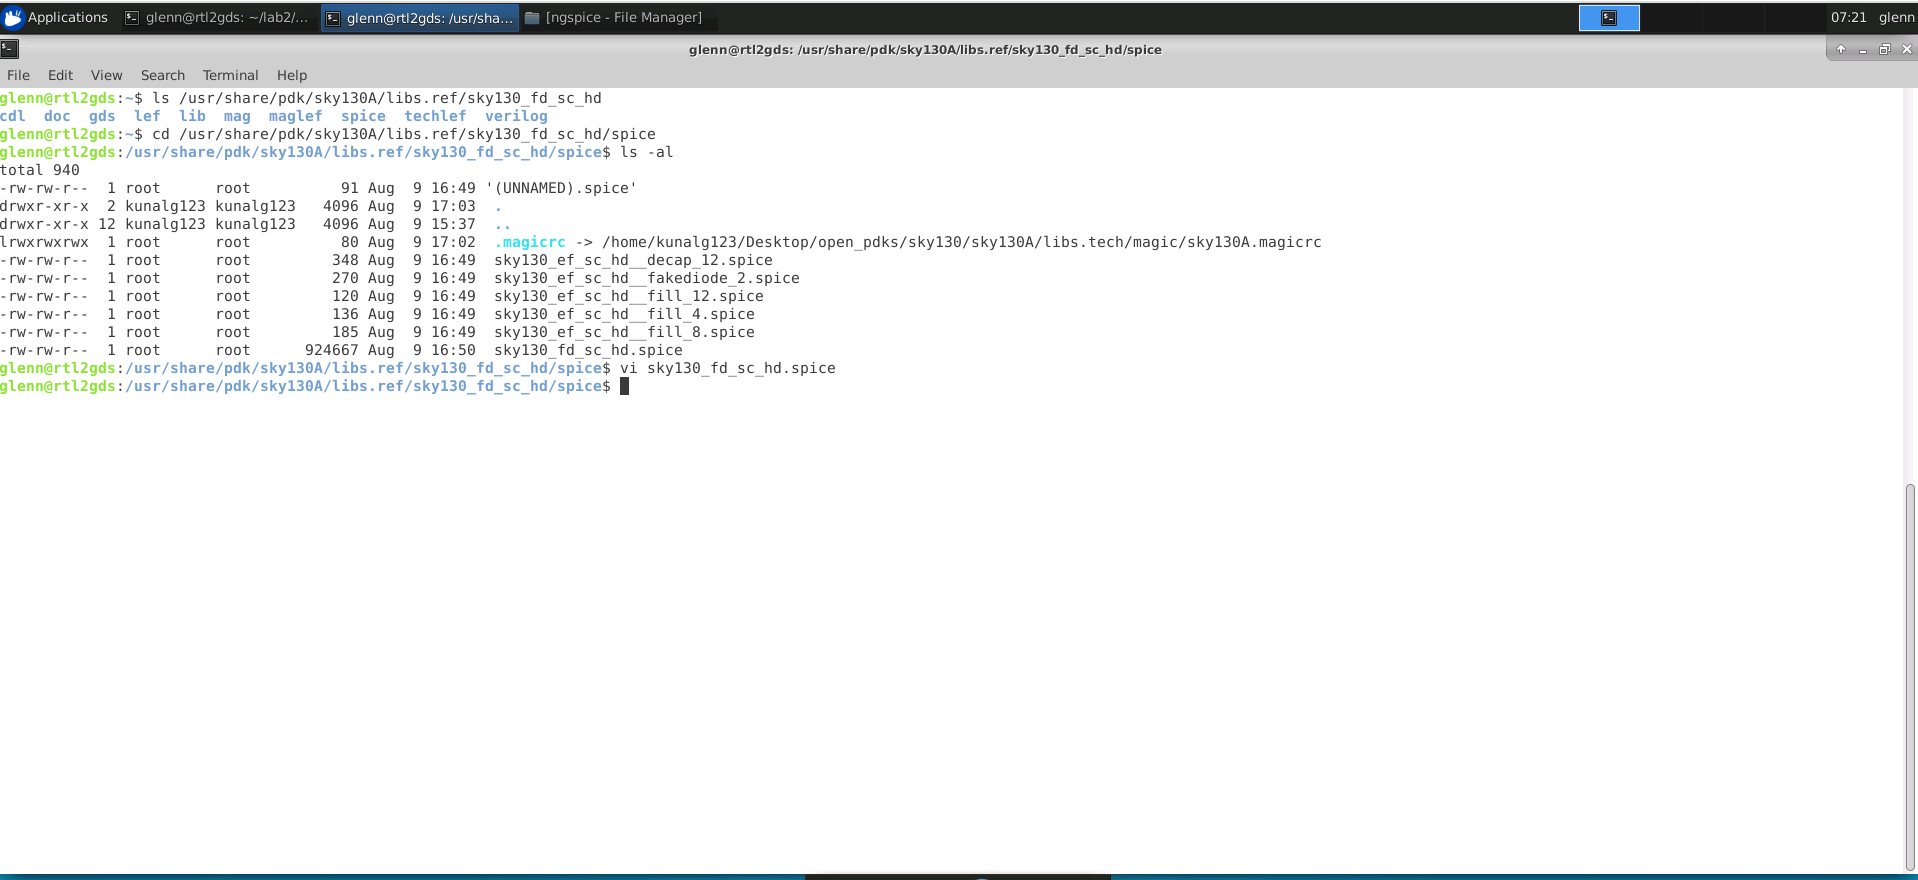 Applications glenn@rtl2gds: ~/lab2/... glenn@rtl2gds: /usr/sha... [ngspice - File Manager] 07:21 glenn
glenn@rtl2gds: /usr/share/pdk/sky130A/libs.ref/sky130_fd_sc_hd/spice
File Edit View Search Terminal Help
glenn@rtl2gds:~$ ls /usr/share/pdk/sky130A/libs.ref/sky130_fd_sc_hd
cdl  doc  gds  lef  lib  mag  maglef  spice  techlef  verilog
glenn@rtl2gds:~$ cd /usr/share/pdk/sky130A/libs.ref/sky130_fd_sc_hd/spice
glenn@rtl2gds:/usr/share/pdk/sky130A/libs.ref/sky130_fd_sc_hd/spice$ ls -al
total 940
-rw-rw-r--  1 root      root          91 Aug  9 16:49 '(UNNAMED).spice'
drwxr-xr-x  2 kunalg123 kunalg123   4096 Aug  9 17:03  .
drwxr-xr-x 12 kunalg123 kunalg123   4096 Aug  9 15:37  ..
lrwxrwxrwx  1 root      root          80 Aug  9 17:02  .magicrc -> /home/kunalg123/Desktop/open_pdks/sky130/sky130A/libs.tech/magic/sky130A.magicrc
-rw-rw-r--  1 root      root         348 Aug  9 16:49  sky130_ef_sc_hd__decap_12.spice
-rw-rw-r--  1 root      root         270 Aug  9 16:49  sky130_ef_sc_hd__fakediode_2.spice
-rw-rw-r--  1 root      root         120 Aug  9 16:49  sky130_ef_sc_hd__fill_12.spice
-rw-rw-r--  1 root      root         136 Aug  9 16:49  sky130_ef_sc_hd__fill_4.spice
-rw-rw-r--  1 root      root         185 Aug  9 16:49  sky130_ef_sc_hd__fill_8.spice
-rw-rw-r--  1 root      root      924667 Aug  9 16:50  sky130_fd_sc_hd.spice
glenn@rtl2gds:/usr/share/pdk/sky130A/libs.ref/sky130_fd_sc_hd/spice$ vi sky130_fd_sc_hd.spice
glenn@rtl2gds:/usr/share/pdk/sky130A/libs.ref/sky130_fd_sc_hd/spice$